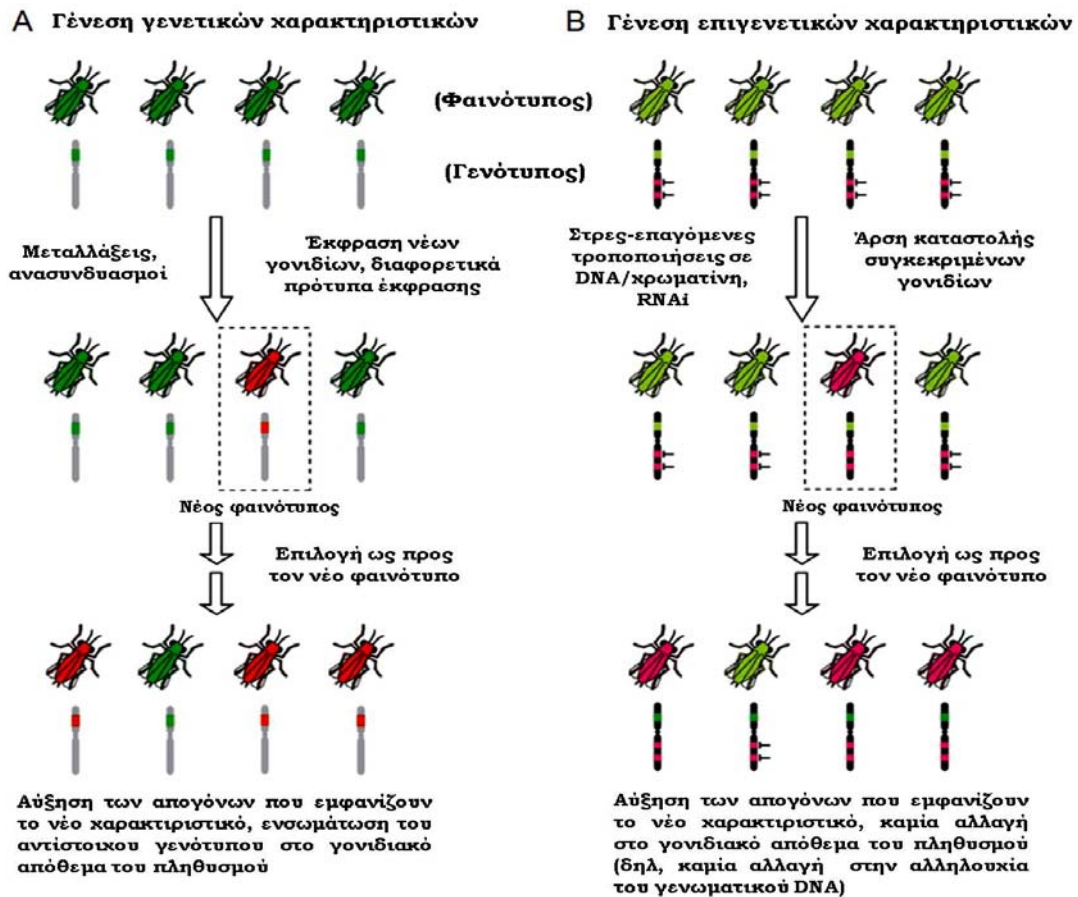 A Γένεση γενετικών χαρακτηριστικών
B Γένεση επιγενετικών χαρακτηριστικών
(Φαινότυπος)
(Γενότυπος)
Μεταλλάξεις,
ανασυνδυασμοί
Έκφραση νέων
γονιδίων, διαφορετικά
πρότυπα έκφρασης
Στρες-επαγόμενες
τροποποιήσεις σε
DNA/χρωματίνη,
RNAi
Άρση καταστολής
συγκεκριμένων
γονιδίων
Νέος φαινότυπος
Νέος φαινότυπος
Επιλογή ως προς
τον νέο φαινότυπο
Επιλογή ως προς
τον νέο φαινότυπο
Αύξηση των απογόνων που εμφανίζουν
το νέο χαρακτιριστικό, ενσωμάτωση του
αντίστοιχου γενότυπου στο γονιδιακό
απόθεμα του πληθυσμού
Αύξηση των απογόνων που εμφανίζουν
το νέο χαρακτιριστικό, καμία αλλαγή
στο γονιδιακό απόθεμα του πληθυσμού
(δηλ, καμία αλλαγή στην αλληλουχία
του γενωματικού DNA)